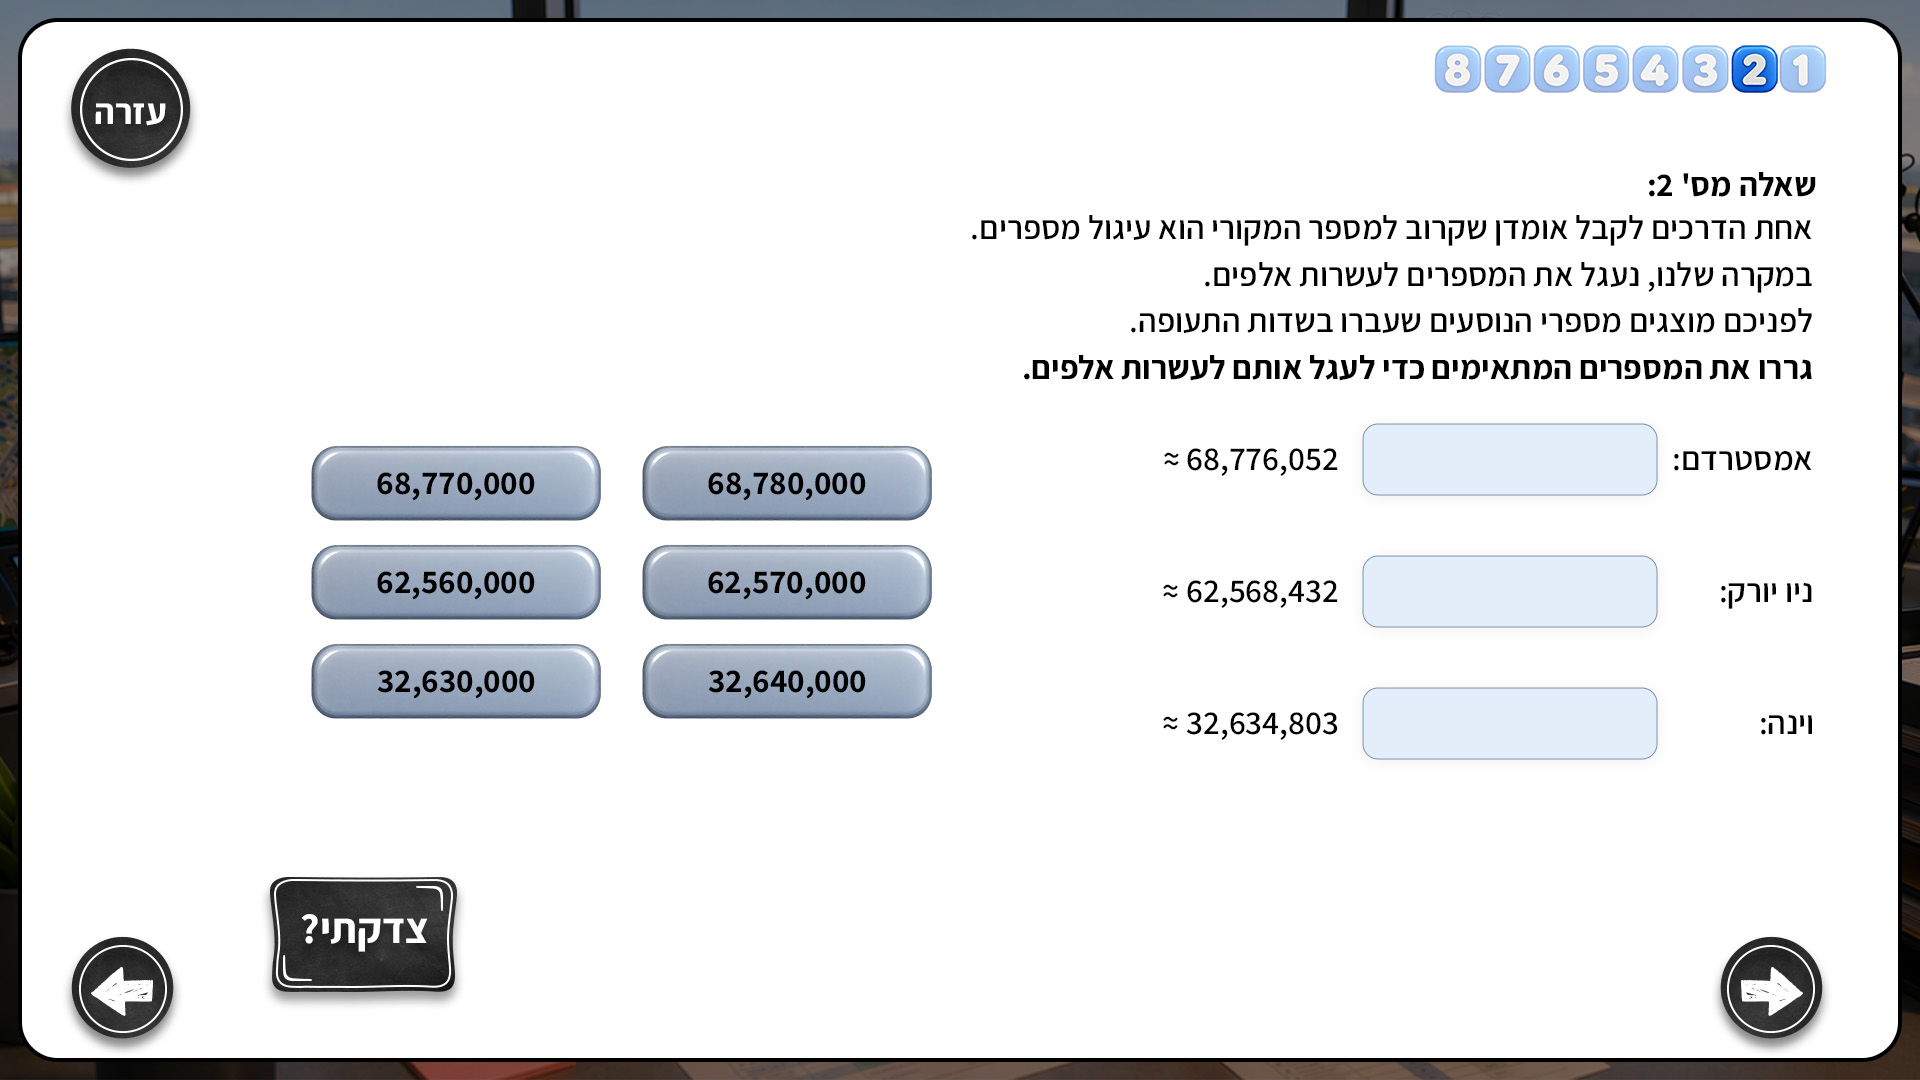 1 2 3 4 5 6 7 8
עזרה
שאלה מס' 2:
אחת הדרכים לקבל אומדן שקרוב למספר המקורי הוא עיגול מספרים.
במקרה שלנו, נעגל את המספרים לעשרות אלפים.
לפניכם מוצגים מספרי הנוסעים שעברו בשדות התעופה.
גררו את המספרים המתאימים כדי לעגל אותם לעשרות אלפים.
אמסטרדם: ≈ 68,776,052
ניו יורק: ≈ 62,568,432
וינה: ≈ 32,634,803
68,780,000 68,770,000
62,570,000 62,560,000
32,640,000 32,630,000
צדקתי?